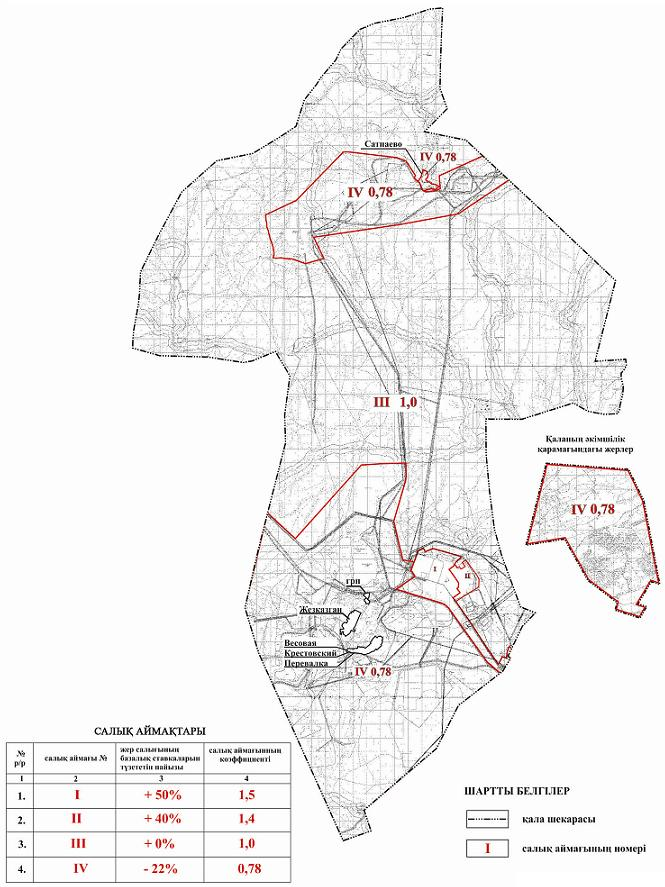 Сатпаево
IV 0,78
IV 0,78
III 1,0
Қаланың әкімшілік
қарамағындағы жерлер
IV 0,78
I
II
грп
Жезказган
Весовая
Крестовский
Перевалка
IV 0,78
САЛЫҚ АЙМАҚТАРЫ
№ р/р
салық аймағы №
жер салығының базалық ставкаларын түзететін пайызы
салық аймағының коэффициенті
1 2 3 4
1. I + 50% 1,5
2. II + 40% 1,4
3. III + 0% 1,0
4. IV - 22% 0,78
ШАРТТЫ БЕЛГІЛЕР
қала шекарасы
I салық аймағының номері